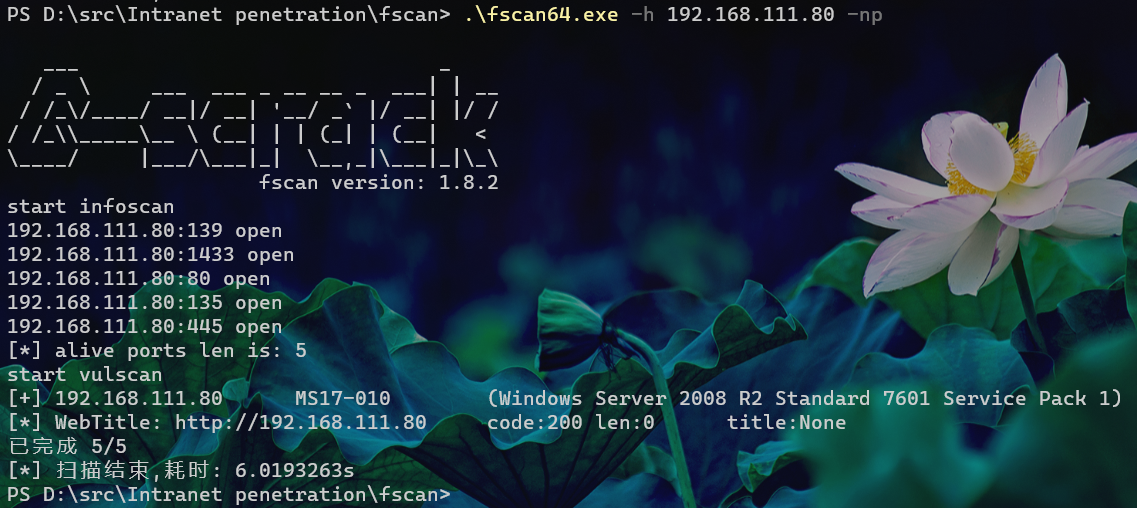 PS D:\src\Intranet penetration\fscan> .\fscan64.exe -h 192.168.111.80 -np
   ___                              _
  / _ \     ___  ___ _ __ __ _  ___| | __
 / /_\/____/ __|/ __| '__/ _` |/ __| |/ /
/ /_\\_____\__ \ (__| | | (_| | (__|   <
\____/     |___/\___|_|  \__,_|\___|_|\_\
                     fscan version: 1.8.2
start infoscan
192.168.111.80:139 open
192.168.111.80:1433 open
192.168.111.80:80 open
192.168.111.80:135 open
192.168.111.80:445 open
[*] alive ports len is: 5
start vulscan
[+] 192.168.111.80      MS17-010        (Windows Server 2008 R2 Standard 7601 Service Pack 1)
[*] WebTitle: http://192.168.111.80     code:200 len:0      title:None
已完成 5/5
[*] 扫描结束,耗时: 6.0193263s
PS D:\src\Intranet penetration\fscan>